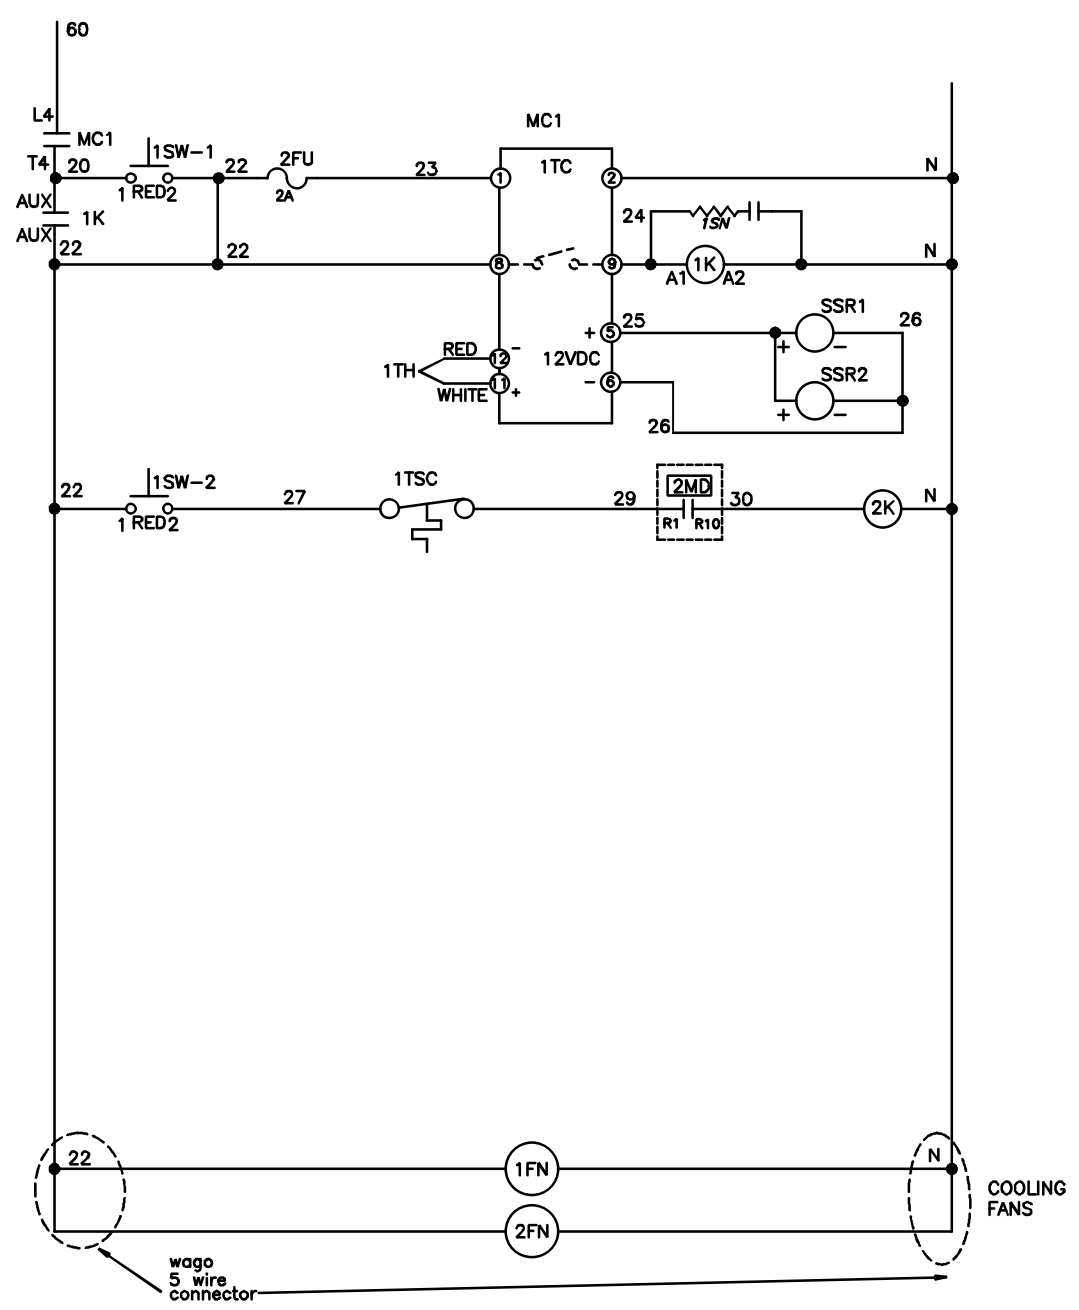 60
L4
MC1
MC1
T4
20
1SW-1
22
2FU
23
1
1TC
2
N
1 RED 2
2A
AUX
1K
24
1SN
AUX
22
22
8
9
A1
1K
A2
N
+
5
25
SSR1
26
+
-
RED
12
-
12VDC
1TH
-
6
SSR2
WHITE
11
+
+
-
26
22
1SW-2
27
1TSC
29
2MD
30
2K
N
1 RED 2
R1
R10
22
1FN
N
COOLING
FANS
2FN
wago
5 wire
connector